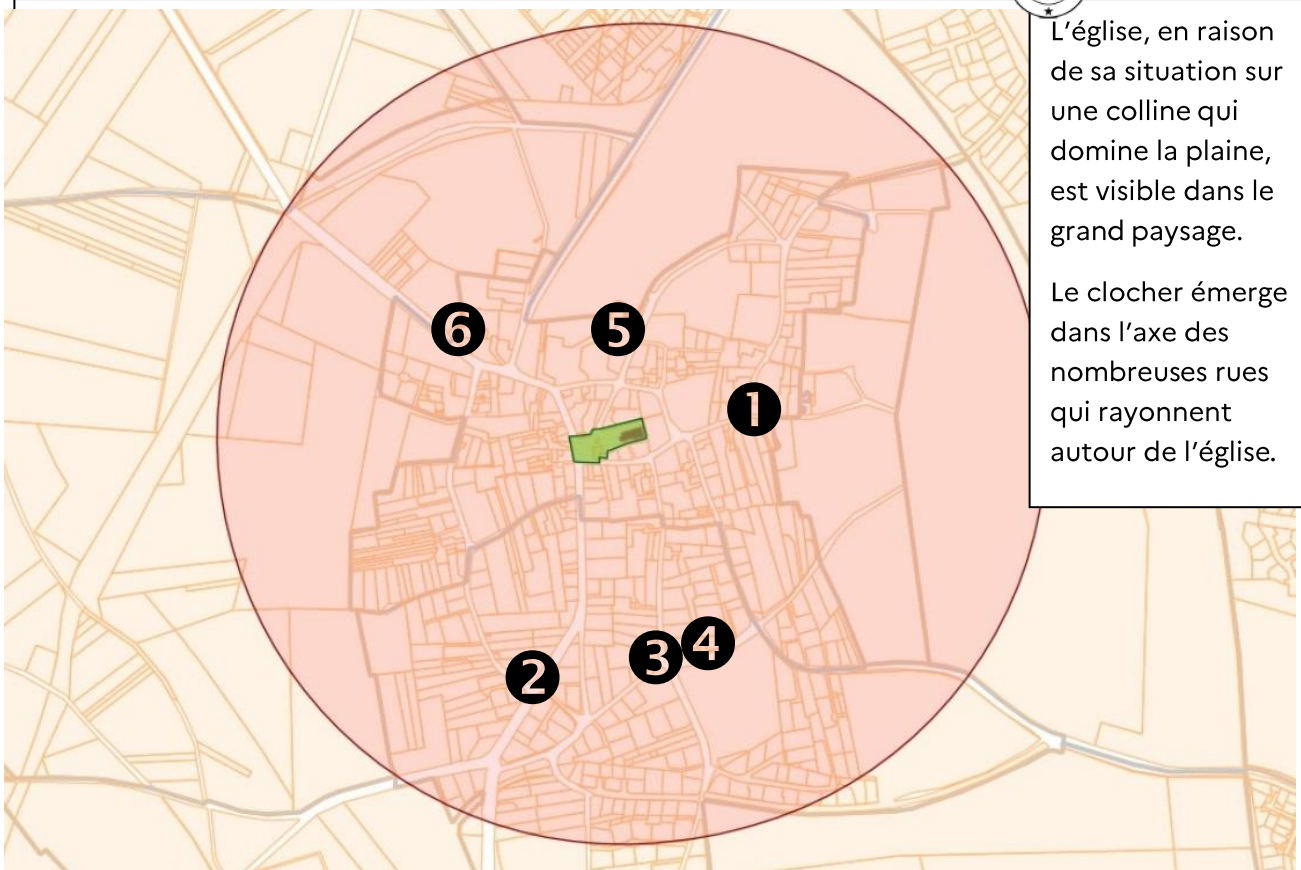 L’église, en raison
de sa situation sur
une colline qui
domine la plaine,
est visible dans le
grand paysage.
Le clocher émerge
dans l’axe des
nombreuses rues
qui rayonnent
autour de l’église.
6
5
1
2
3
4